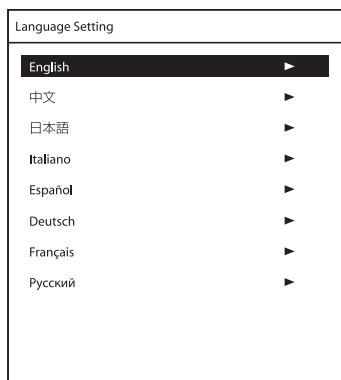 Language Setting
English
中文
日本語
Italiano
Español
Deutsch
Français
Русский